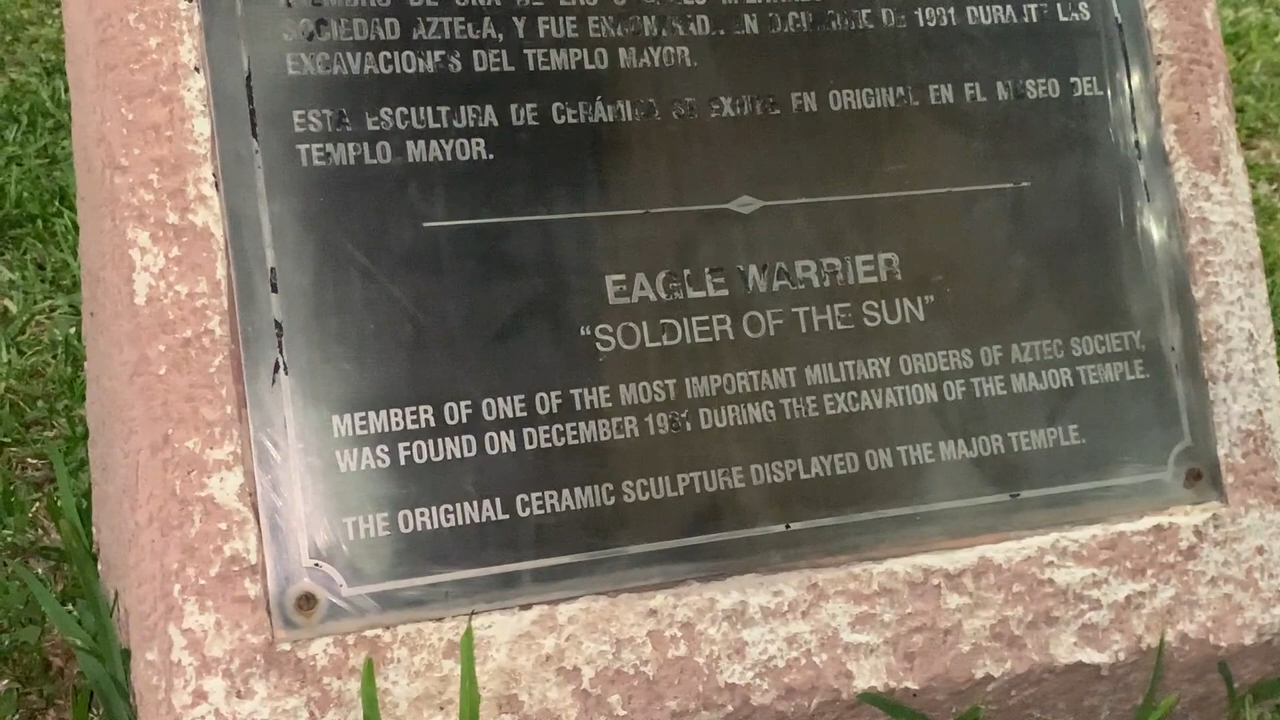 SOCIEDAD AZTECA, Y FUE ENCONTRADA EN DICIEMBRE DE 1981 DURANTE LAS
EXCAVACIONES DEL TEMPLO MAYOR.
ESTA ESCULTURA DE CERÁMICA SE EXHIBE EN ORIGINAL EN EL MUSEO DEL
TEMPLO MAYOR.
EAGLE WARRIER
“SOLDIER OF THE SUN”
MEMBER OF ONE OF THE MOST IMPORTANT MILITARY ORDERS OF AZTEC SOCIETY,
WAS FOUND ON DECEMBER 1981 DURING THE EXCAVATION OF THE MAJOR TEMPLE.
THE ORIGINAL CERAMIC SCULPTURE DISPLAYED ON THE MAJOR TEMPLE.